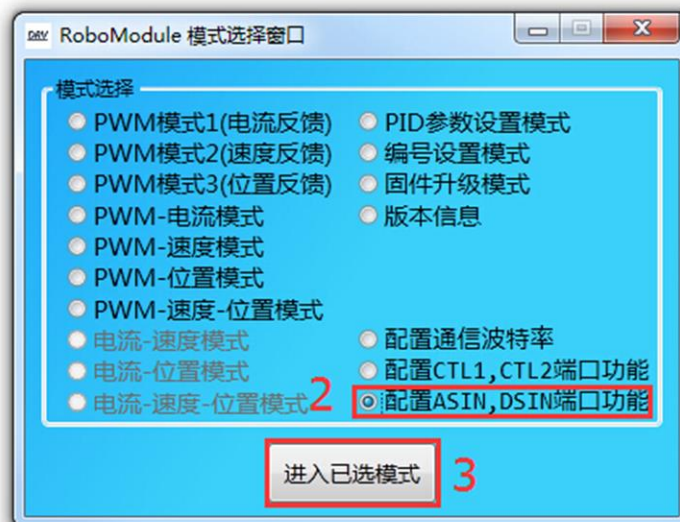 DRV RoboModule 模式选择窗口
模式选择
PWM模式1(电流反馈) PID参数设置模式
PWM模式2(速度反馈) 编号设置模式
PWM模式3(位置反馈) 固件升级模式
PWM-电流模式 版本信息
PWM-速度模式
PWM-位置模式
PWM-速度-位置模式
电流-速度模式 配置通信波特率
电流-位置模式 配置CTL1,CTL2端口功能
电流-速度-位置模式 2 配置ASIN,DSIN端口功能
进入已选模式 3